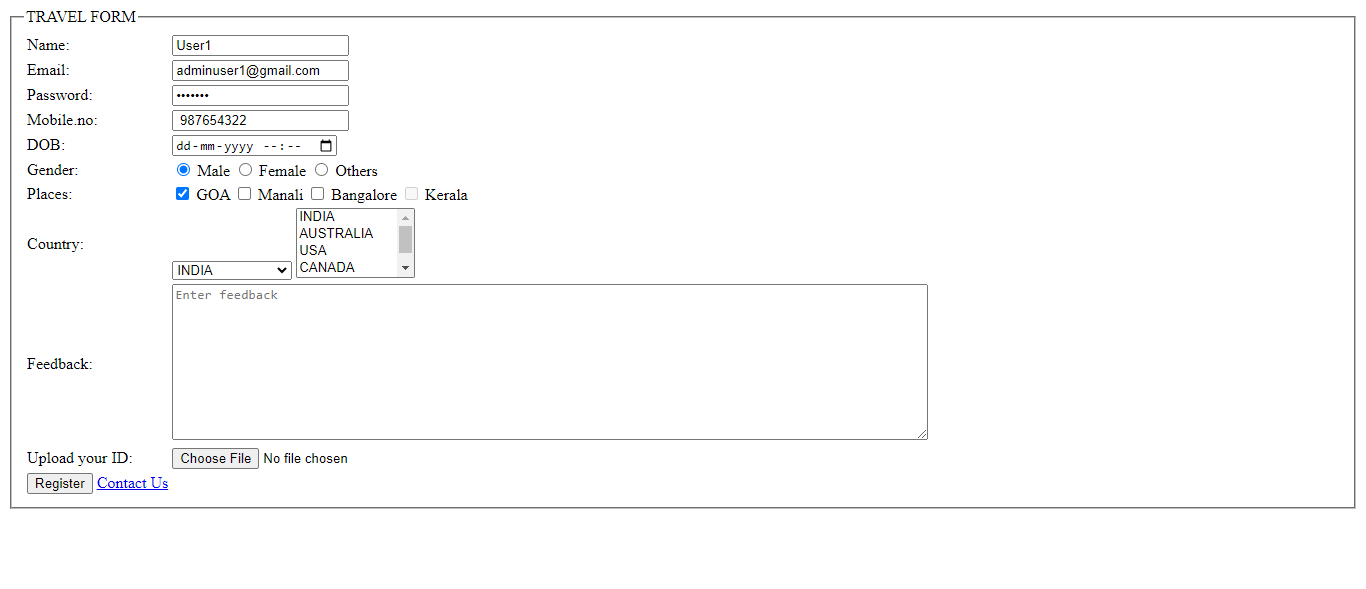 TRAVEL FORM
Name: User1
Email: adminuser1@gmail.com
Password: •••••••
Mobile.no: 987654322
DOB: dd-mm-yyyy --:--
Gender: Male Female Others
Places: GOA Manali Bangalore Kerala
Country: INDIA
INDIA
AUSTRALIA
USA
CANADA
Feedback: Enter feedback
Upload your ID: Choose File No file chosen
Register Contact Us